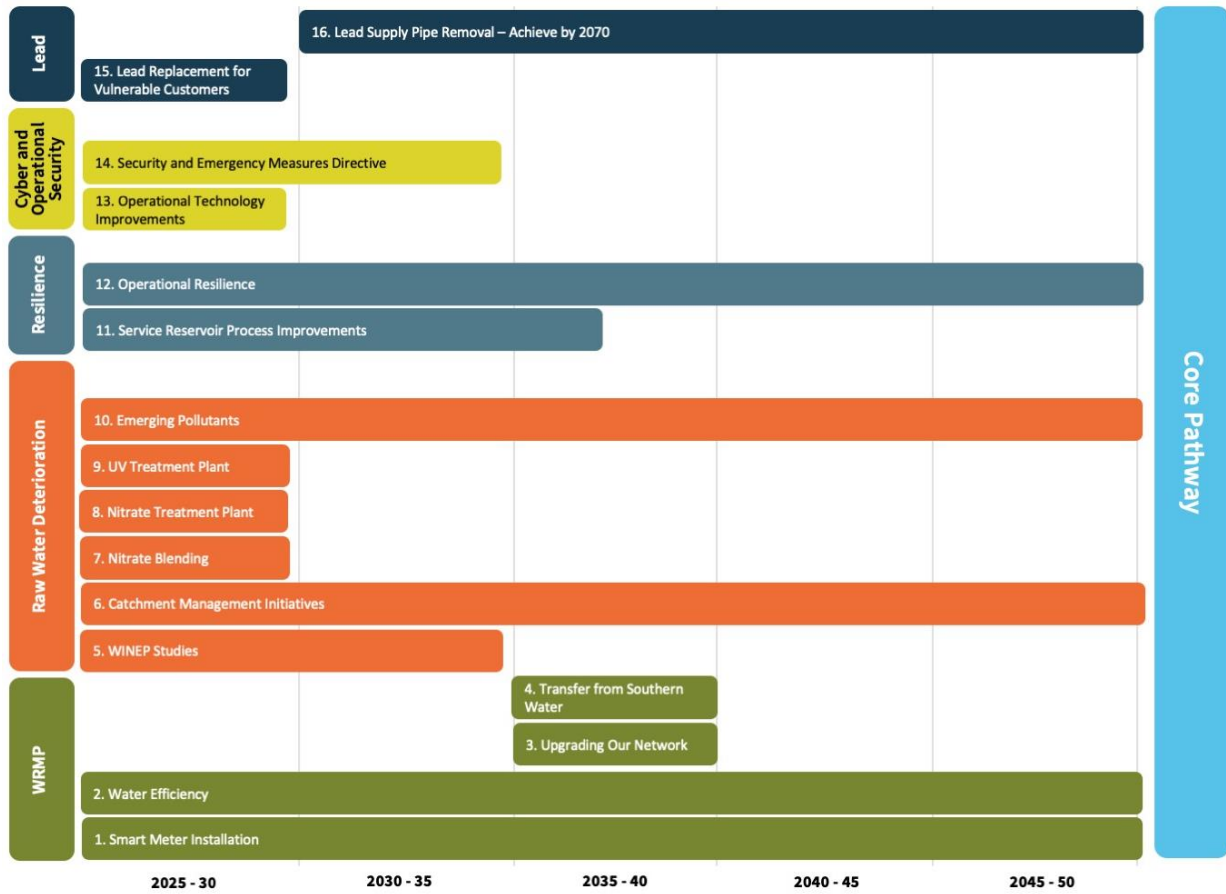 Lead
16. Lead Supply Pipe Removal – Achieve by 2070
15. Lead Replacement for
Vulnerable Customers
Cyber and
Operational
Security
14. Security and Emergency Measures Directive
13. Operational Technology
Improvements
Resilience
12. Operational Resilience
11. Service Reservoir Process Improvements
Raw Water Deterioration
10. Emerging Pollutants
9. UV Treatment Plant
8. Nitrate Treatment Plant
7. Nitrate Blending
6. Catchment Management Initiatives
5. WINEP Studies
WRMP
4. Transfer from Southern
Water
3. Upgrading Our Network
2. Water Efficiency
1. Smart Meter Installation
Core Pathway
2025 - 30
2030 - 35
2035 - 40
2040 - 45
2045 - 50